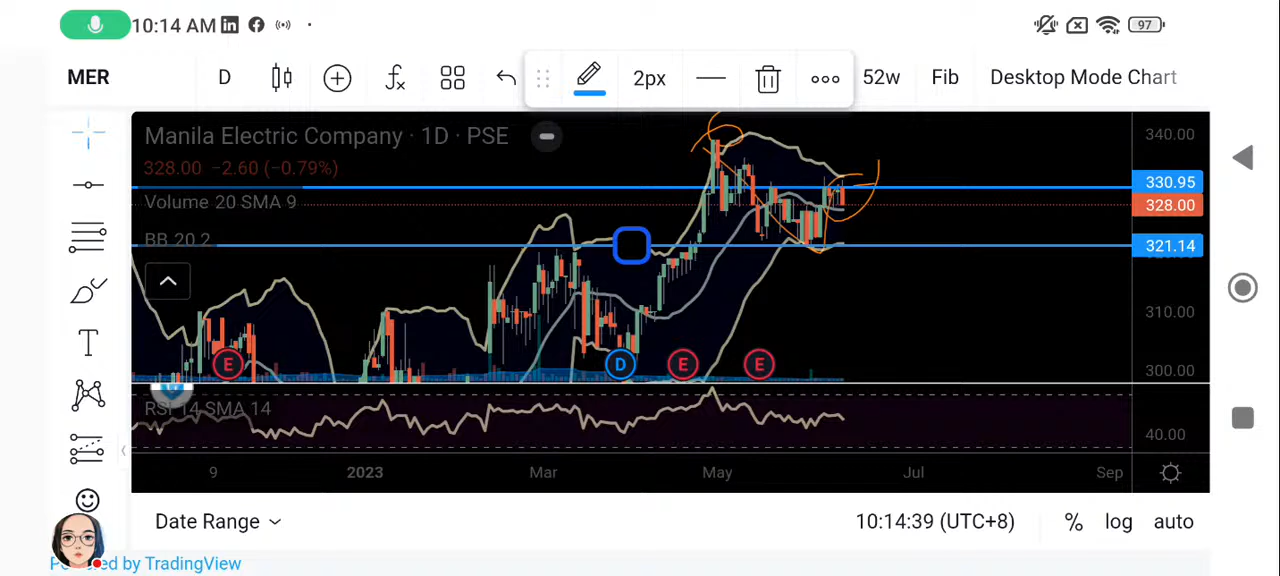 10:14 AM
97
MER D 2px 52w Fib Desktop Mode Chart
Manila Electric Company · 1D · PSE
328.00 −2.60 (−0.79%)
Volume 20 SMA 9
BB 20 2
340.00
330.95
328.00
321.14
310.00
300.00
E D E E
RSI 14 SMA 14
40.00
9 2023 Mar May Jul Sep
Date Range 10:14:39 (UTC+8) % log auto
by TradingView